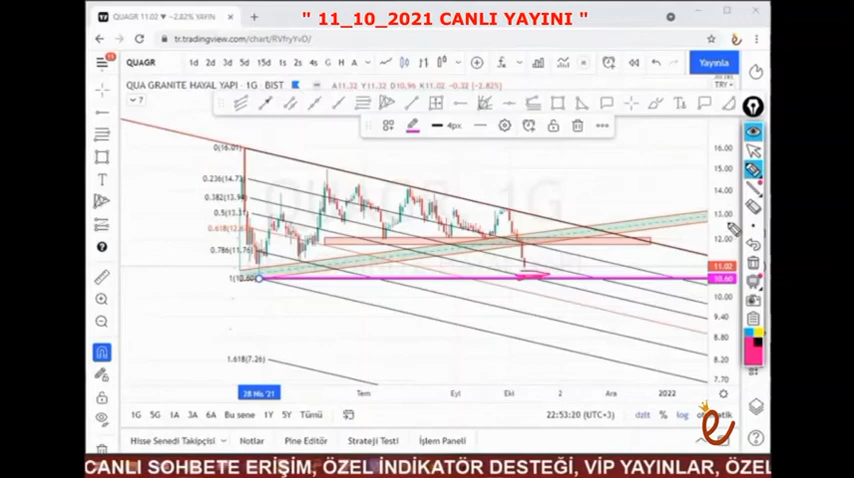 " 11_10_2021 CANLI YAYINI "
QUAGR 11.02 ▼ −2.82% YAYIN
tr.tradingview.com/chart/RVfryYvD/
QUAGR 30d 1s 2s 4s G 5d 15d
Yayınla
QUA GRANITE HAYAL YAPI · 1G · BIST A11.32 Y11.32 D10.96 K11.02 −0.32 (−2.82%)
TRY
7
4px
0(16.01)
0.236(14.73)
0.382(13.94)
0.5(13.31)
0.618(12.6
0.786(11.76)
1(10.60)
1.618(7.26)
16.00
15.00
14.00
13.00
12.00
11.02
10.60
10.00
9.40
8.80
8.20
7.70
28 Nis '21 Tem Eyl Eki 2 Ara 2022
1G 5G 1A 3A 6A Bu sene 1Y 5Y Tümü 22:53:20 (UTC+3) % log
Hisse Senedi Takipçisi Notlar Pine Editör Strateji Testi İşlem Paneli
e
CANLI SOHBETE ERİŞİM, ÖZEL İNDİKATÖR DESTEĞİ, VİP YAYINLAR, ÖZEL